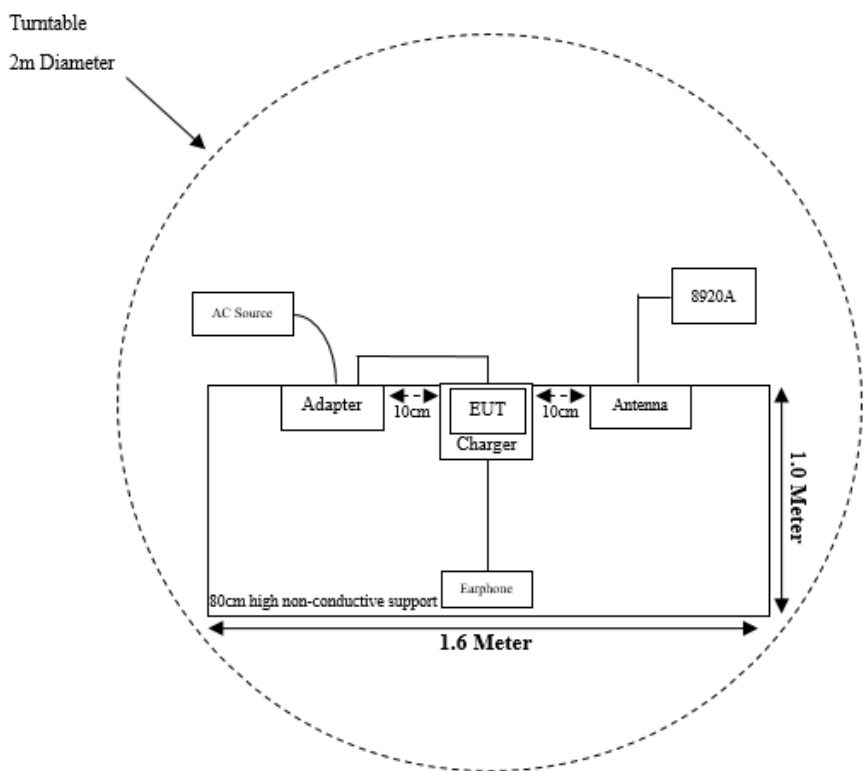 Turntable
2m Diameter
8920A
AC Source
Adapter
10cm
EUT
Charger
10cm
Antenna
1.0 Meter
Earphone
80cm high non-conductive support
1.6 Meter